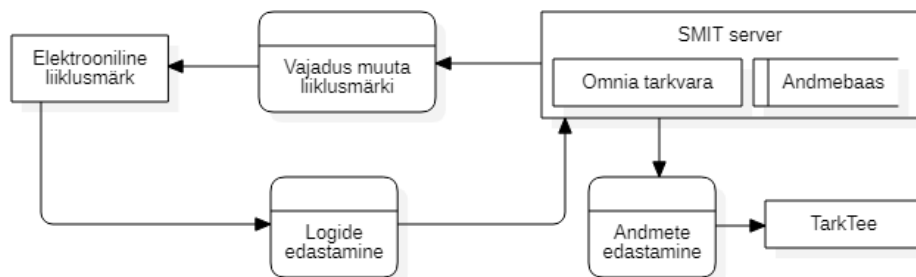 SMIT server
Elektrooniline
liiklusmärk
Vajadus muuta
liiklusmärki
Omnia tarkvara
Andmebaas
Logide
edastamine
Andmete
edastamine
TarkTee